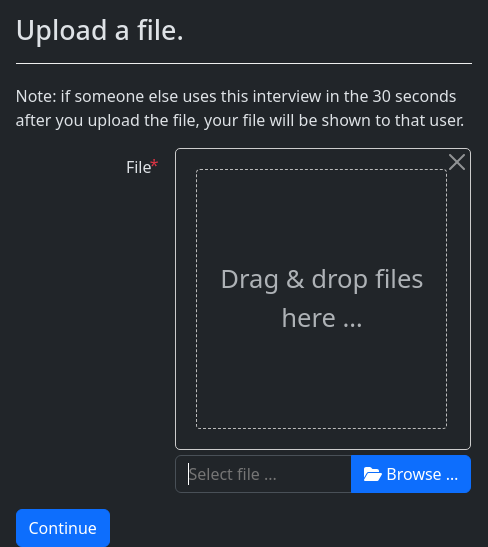 Upload a file.
Note: if someone else uses this interview in the 30 seconds
after you upload the file, your file will be shown to that user.
File*
Drag & drop files
here ...
Select file ...
Browse ...
Continue